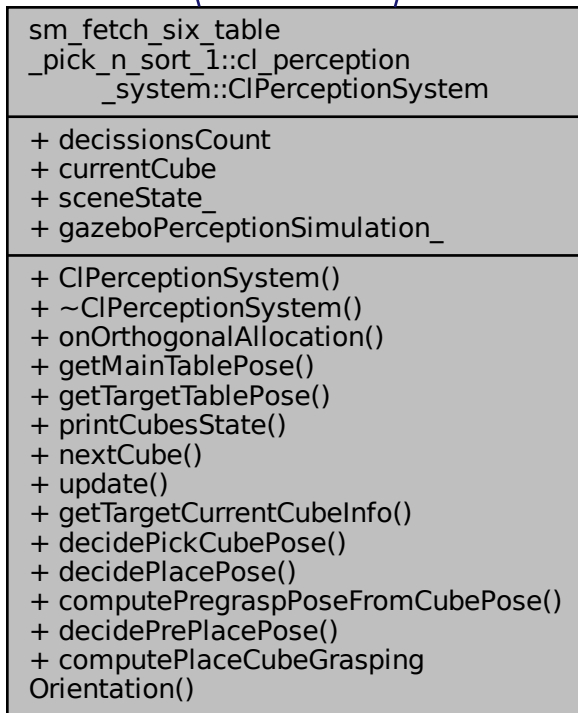 sm_fetch_six_table
_pick_n_sort_1::cl_perception
_system::ClPerceptionSystem
+ decissionsCount
+ currentCube
+ sceneState_
+ gazeboPerceptionSimulation_
+ ClPerceptionSystem()
+ ~ClPerceptionSystem()
+ onOrthogonalAllocation()
+ getMainTablePose()
+ getTargetTablePose()
+ printCubesState()
+ nextCube()
+ update()
+ getTargetCurrentCubeInfo()
+ decidePickCubePose()
+ decidePlacePose()
+ computePregraspPoseFromCubePose()
+ decidePrePlacePose()
+ computePlaceCubeGrasping
Orientation()